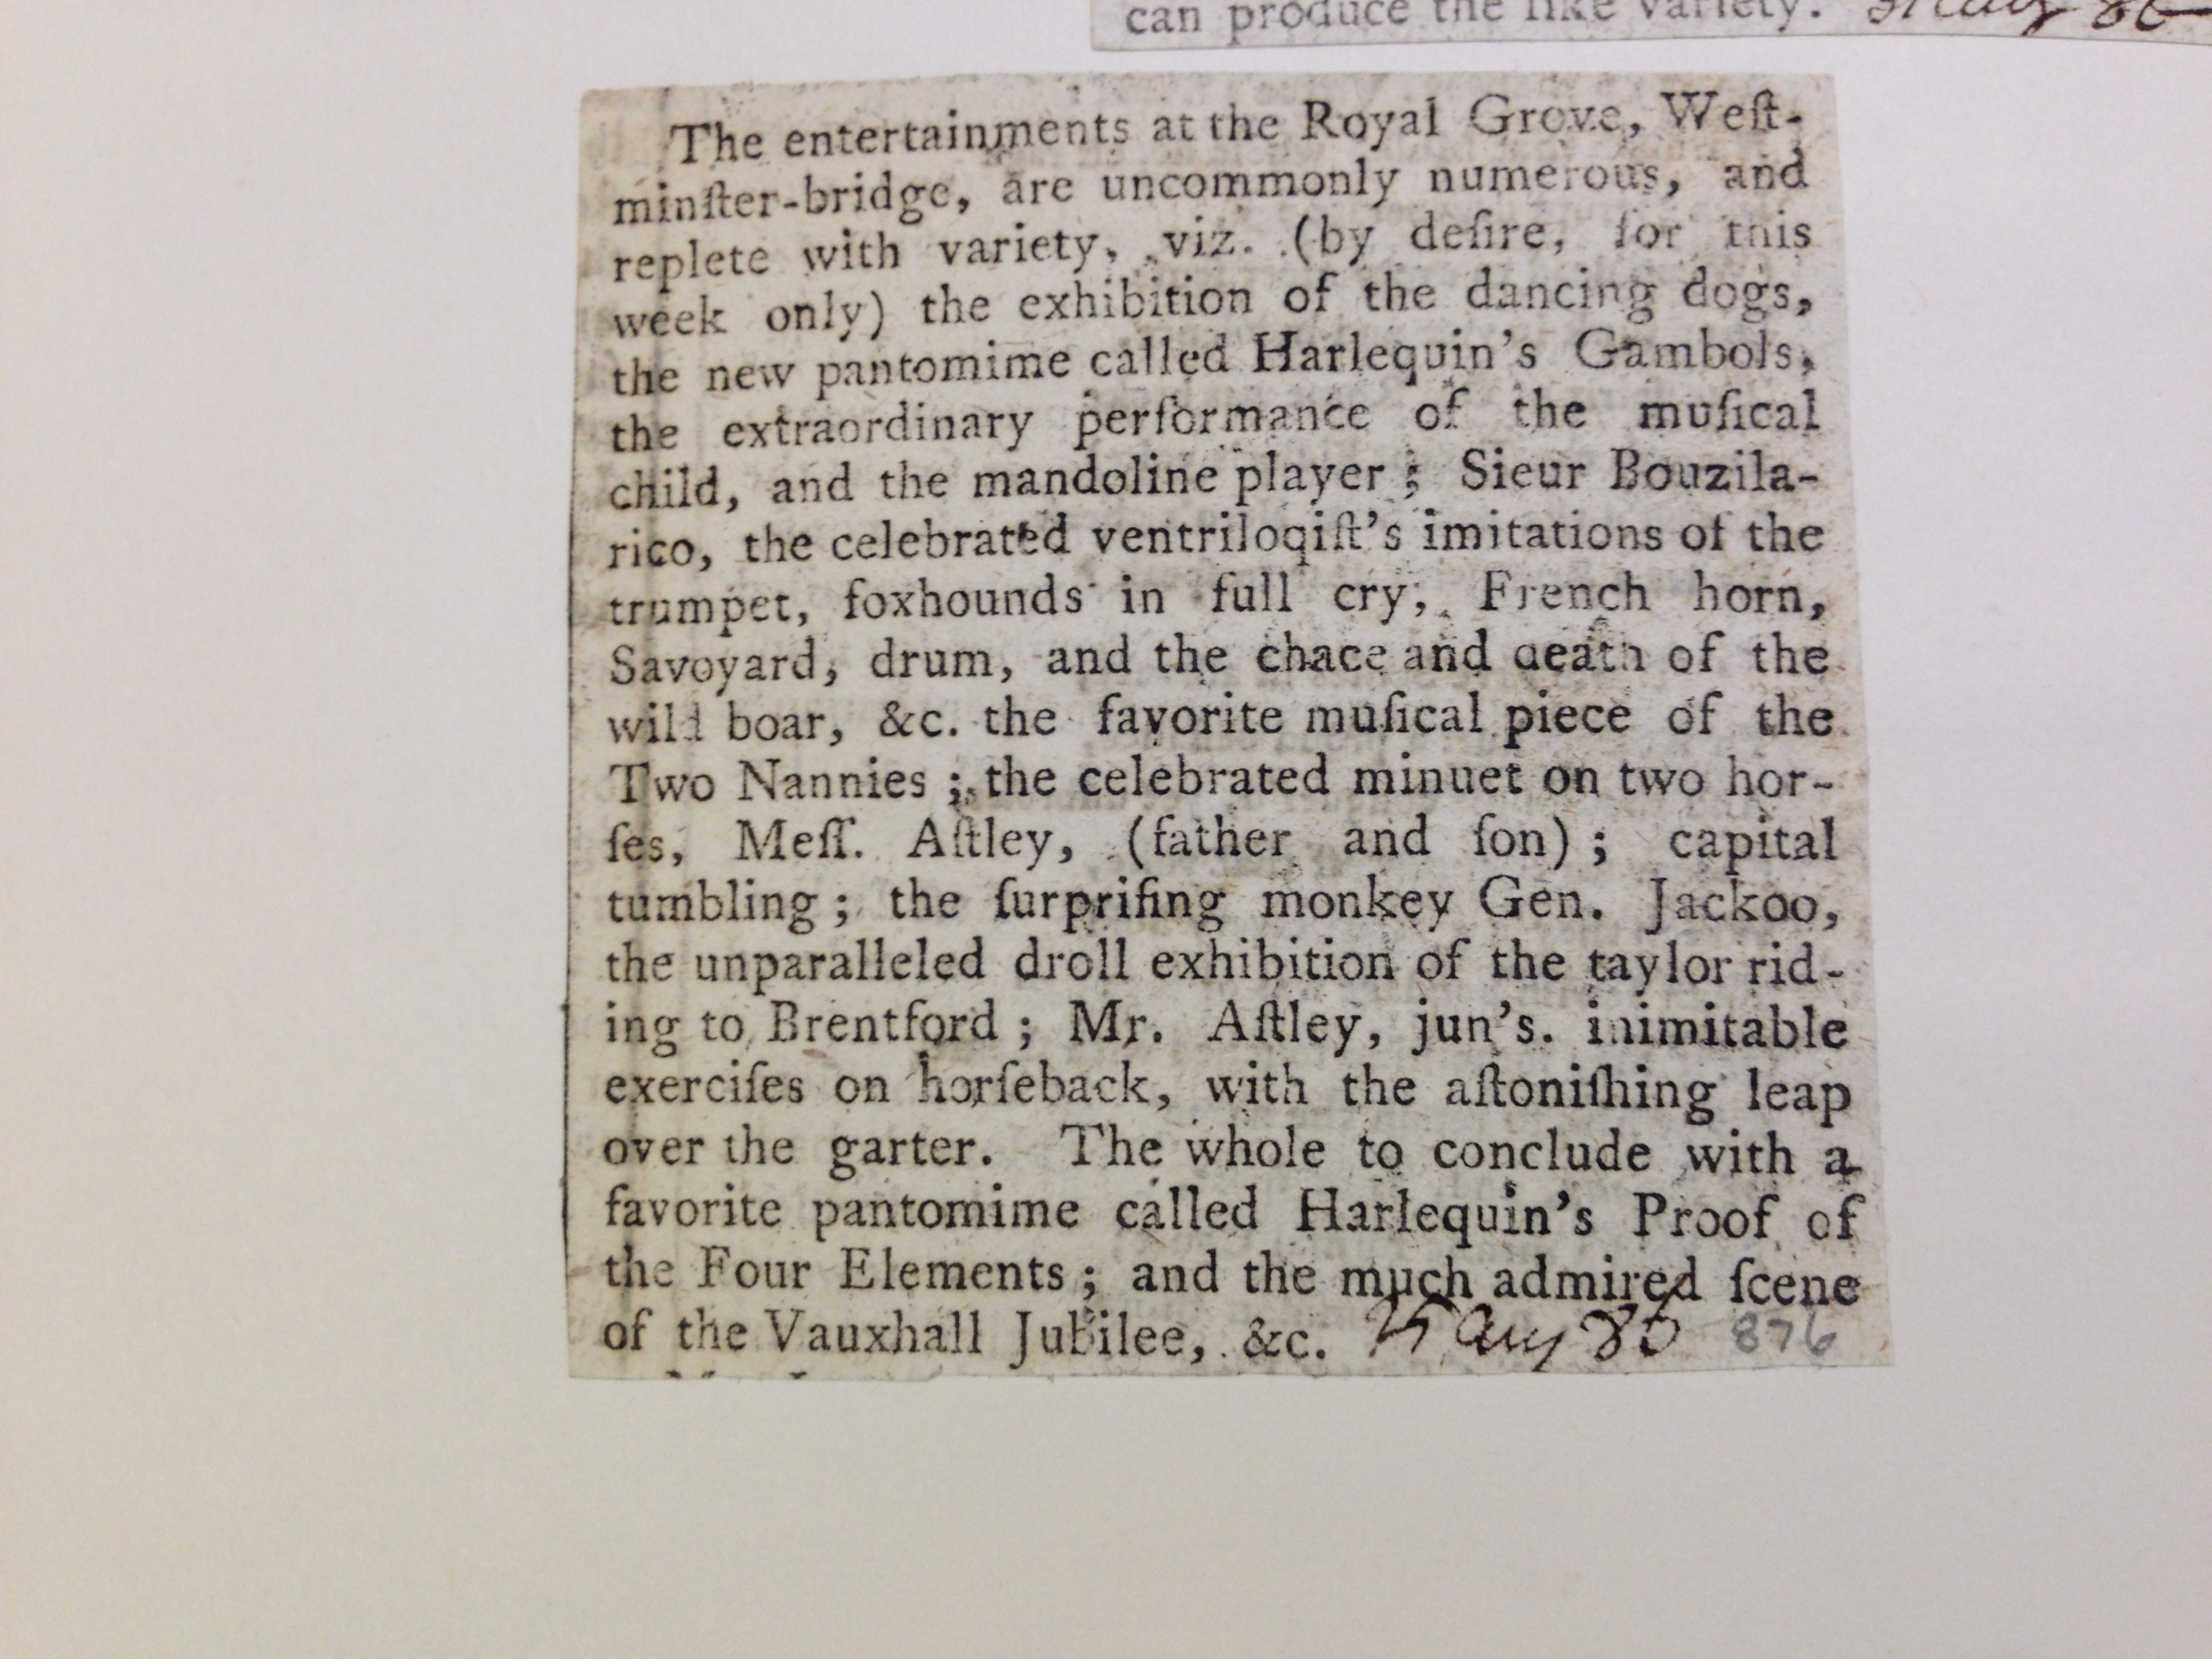 can produce the like variety.
The entertainments at the Royal Grove, Weſt-
minſter-bridge, are uncommonly numerous, and
replete with variety, viz. (by deſire, for this
week only) the exhibition of the dancing dogs,
the new pantomime called Harlequin's Gambols,
the extraordinary performance of the muſical
child, and the mandoline player; Sieur Bouzila-
rico, the celebrated ventriloqiſt's imitations of the
trumpet, foxhounds in full cry, French horn,
Savoyard, drum, and the chace and death of the
wild boar, &c. the favorite muſical piece of the
Two Nannies; the celebrated minuet on two hor-
ſes, Meſſ. Aſtley, (father and ſon); capital
tumbling; the ſurpriſing monkey Gen. Jackoo,
the unparalleled droll exhibition of the taylor rid-
ing to Brentford; Mr. Aſtley, jun's. inimitable
exerciſes on horſeback, with the aſtoniſhing leap
over the garter. The whole to conclude with a
favorite pantomime called Harlequin's Proof of
the Four Elements; and the much admired ſcene
of the Vauxhall Jubilee, &c. Aug 86 876